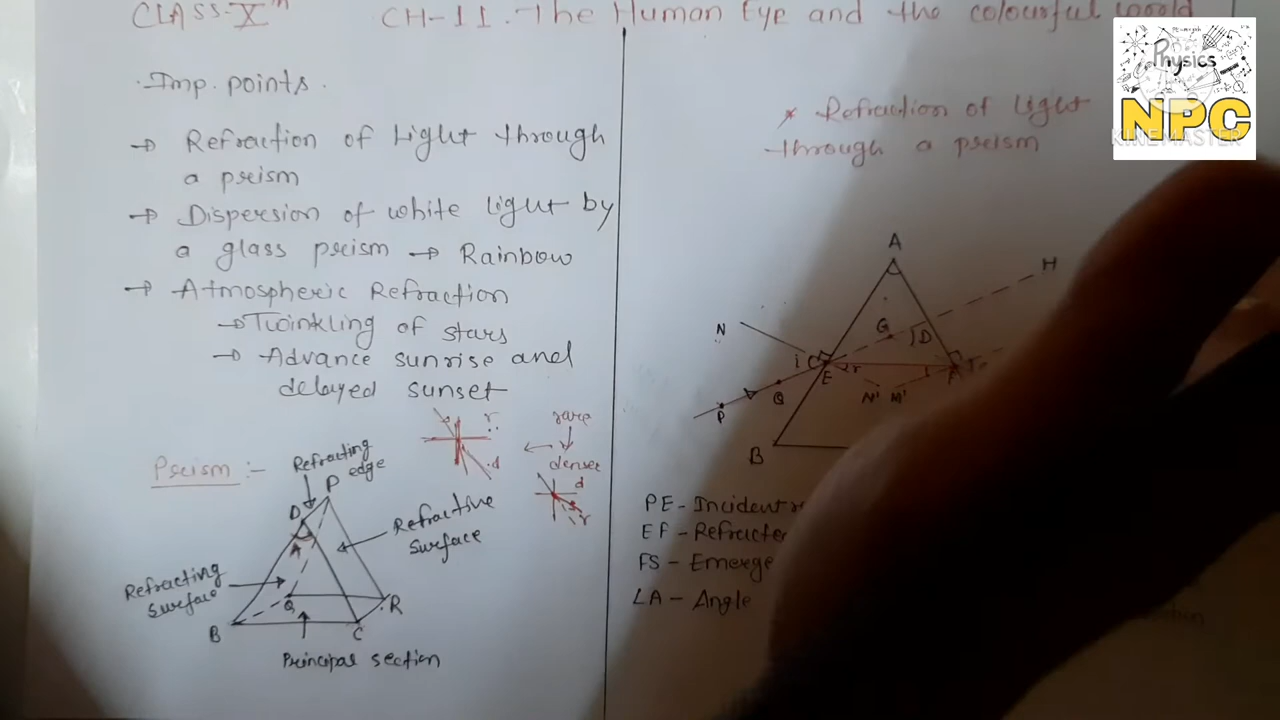 CLASS-X th CH-11. The Human Eye and the colourful world
Imp. points.
→ Refraction of Light through
a prism
→ Dispersion of white light by
a glass prism → Rainbow
→ Atmospheric Refraction
→ Twinkling of stars
→ Advance sunrise and
delayed sunset
Prism :-
Refracting
edge
P
D
A
Refractive
surface
Refracting
surface
Q
R
B
C
Principal section
r
d
rare
denser
d
r
* Refraction of light
through a prism
A
H
N
G
D
i
E
r
F
N'
M'
P
Q
B
PE - Incident
EF - Refracte
FS - Emerge
∠A - Angle
Physics
NPC
KINEMASTER